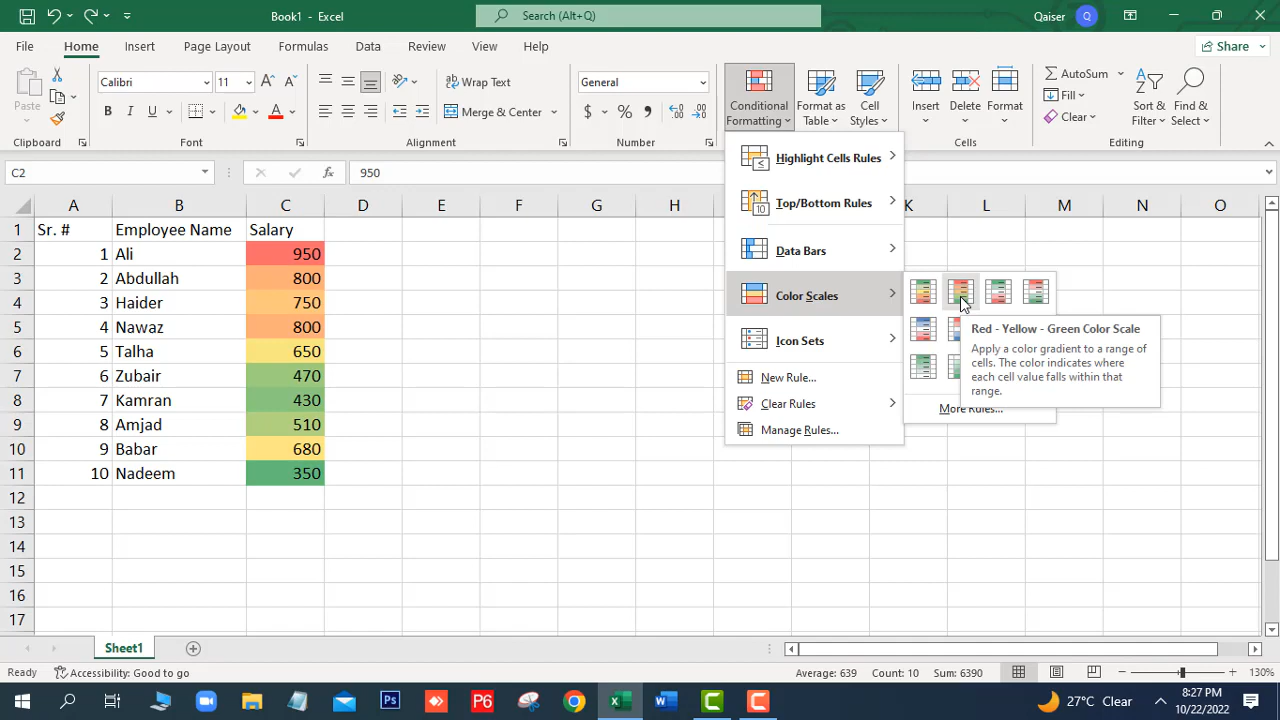 Book1 - Excel
Search (Alt+Q)
Qaiser Q
File Home Insert Page Layout Formulas Data Review View Help Share
Paste
Calibri 11
General
Wrap Text
Merge & Center
B I U
$ % ,
Conditional Formatting
Format as Table
Cell Styles
Insert Delete Format
AutoSum
Fill
Clear
Sort & Filter
Find & Select
Clipboard Font Alignment Number Cells Editing
C2 fx 950
A B C D E F G H K L M N O
1 Sr. # Employee Name Salary
2 1 Ali 950
3 2 Abdullah 800
4 3 Haider 750
5 4 Nawaz 800
6 5 Talha 650
7 6 Zubair 470
8 7 Kamran 430
9 8 Amjad 510
10 9 Babar 680
11 10 Nadeem 350
12
13
14
15
16
17
Highlight Cells Rules
Top/Bottom Rules
Data Bars
Color Scales
Icon Sets
New Rule...
Clear Rules
Manage Rules...
Red - Yellow - Green Color Scale
Apply a color gradient to a range of
cells. The color indicates where
each cell value falls within that
range.
More Rules...
Sheet1
Ready Accessibility: Good to go Average: 639 Count: 10 Sum: 6390 130%
Ps P6 27°C Clear
8:27 PM
10/22/2022